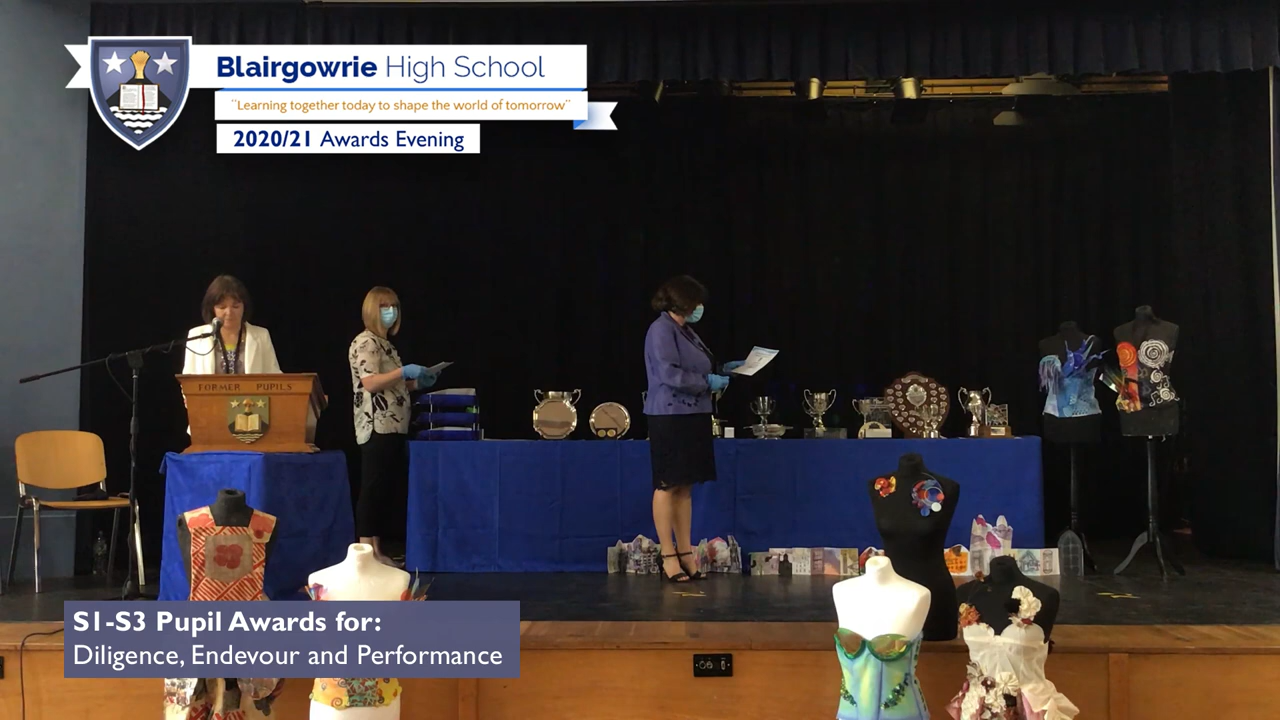 Blairgowrie High School
"Learning together today to shape the world of tomorrow"
2020/21 Awards Evening
FORMER PUPILS
S1-S3 Pupil Awards for:
Diligence, Endevour and Performance